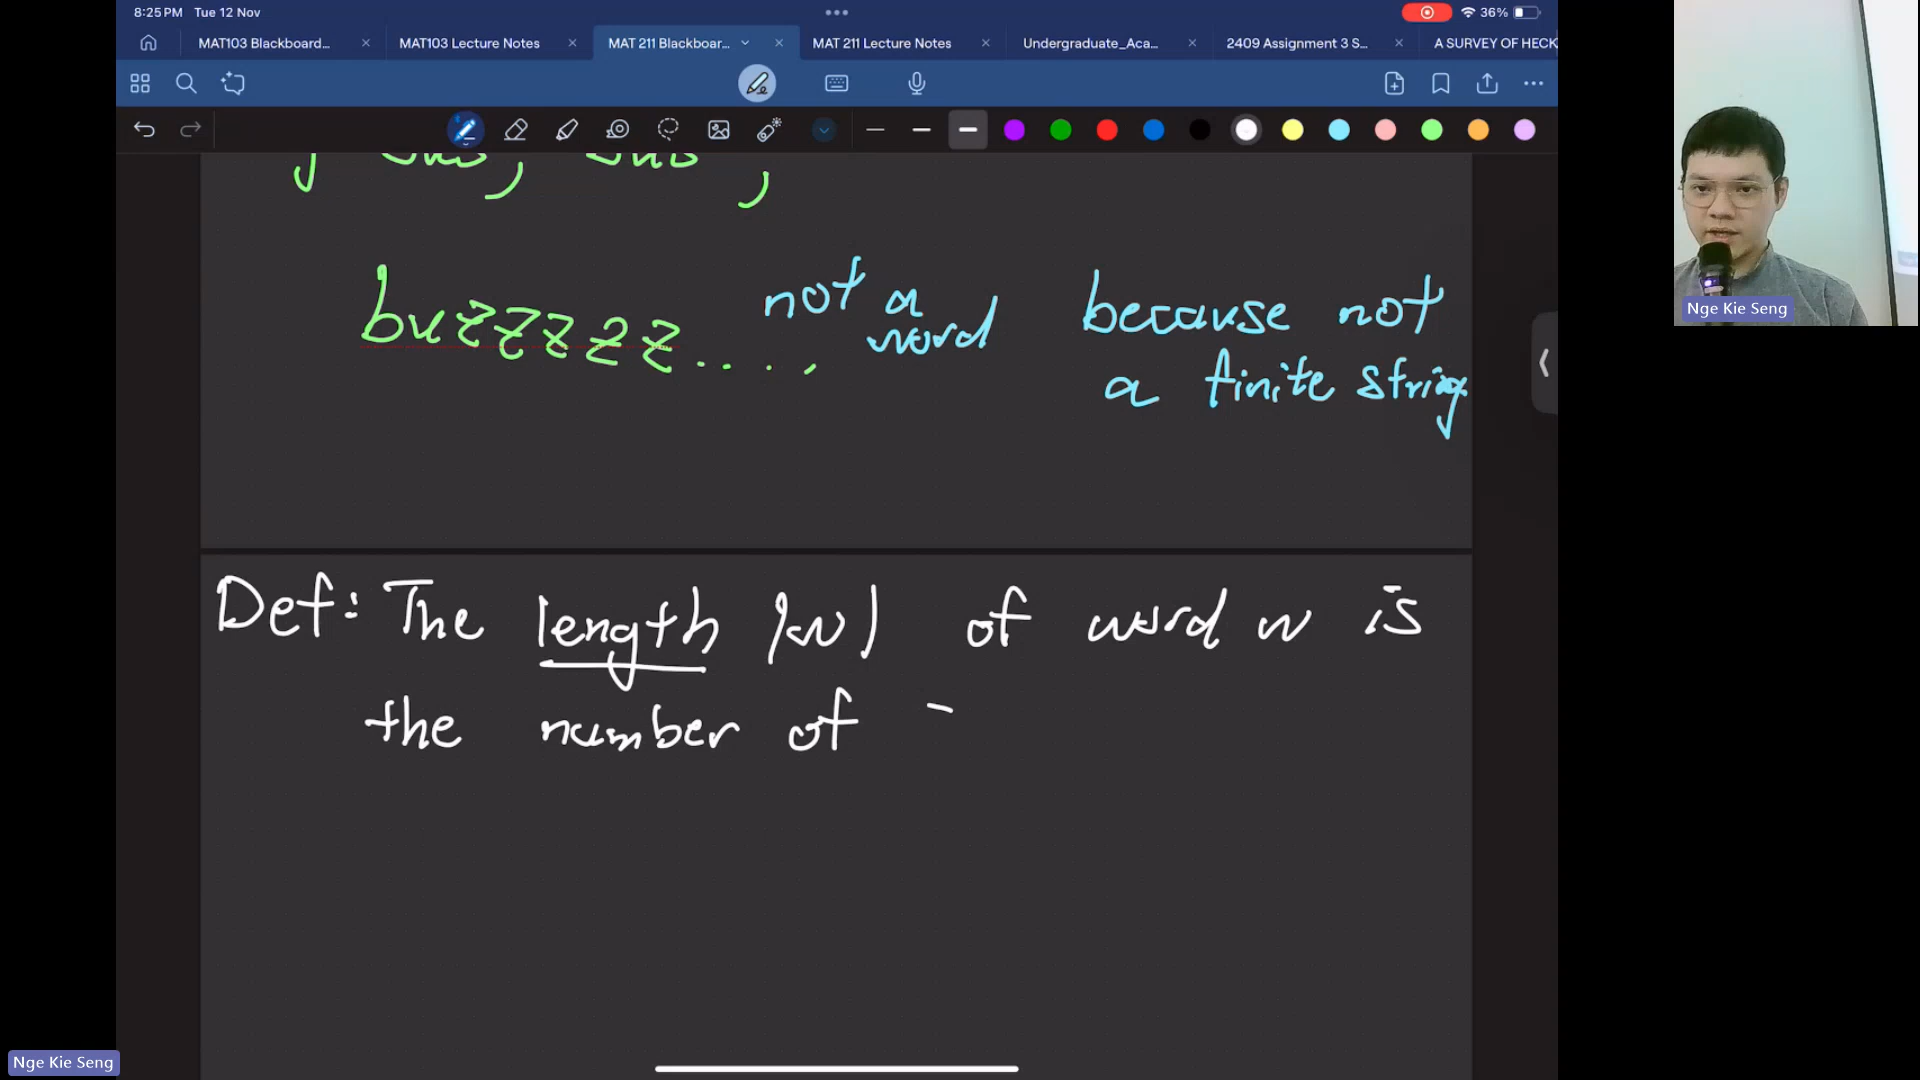 8:25 PM Tue 12 Nov
36%
MAT103 Blackboard... MAT103 Lecture Notes MAT 211 Blackboar... MAT 211 Lecture Notes Undergraduate_Aca... 2409 Assignment 3 S... A SURVEY OF HECK
buzzzzz....,
not a
word
because not
a finite string
Def: The length |w| of word w is
the number of
Nge Kie Seng
Nge Kie Seng